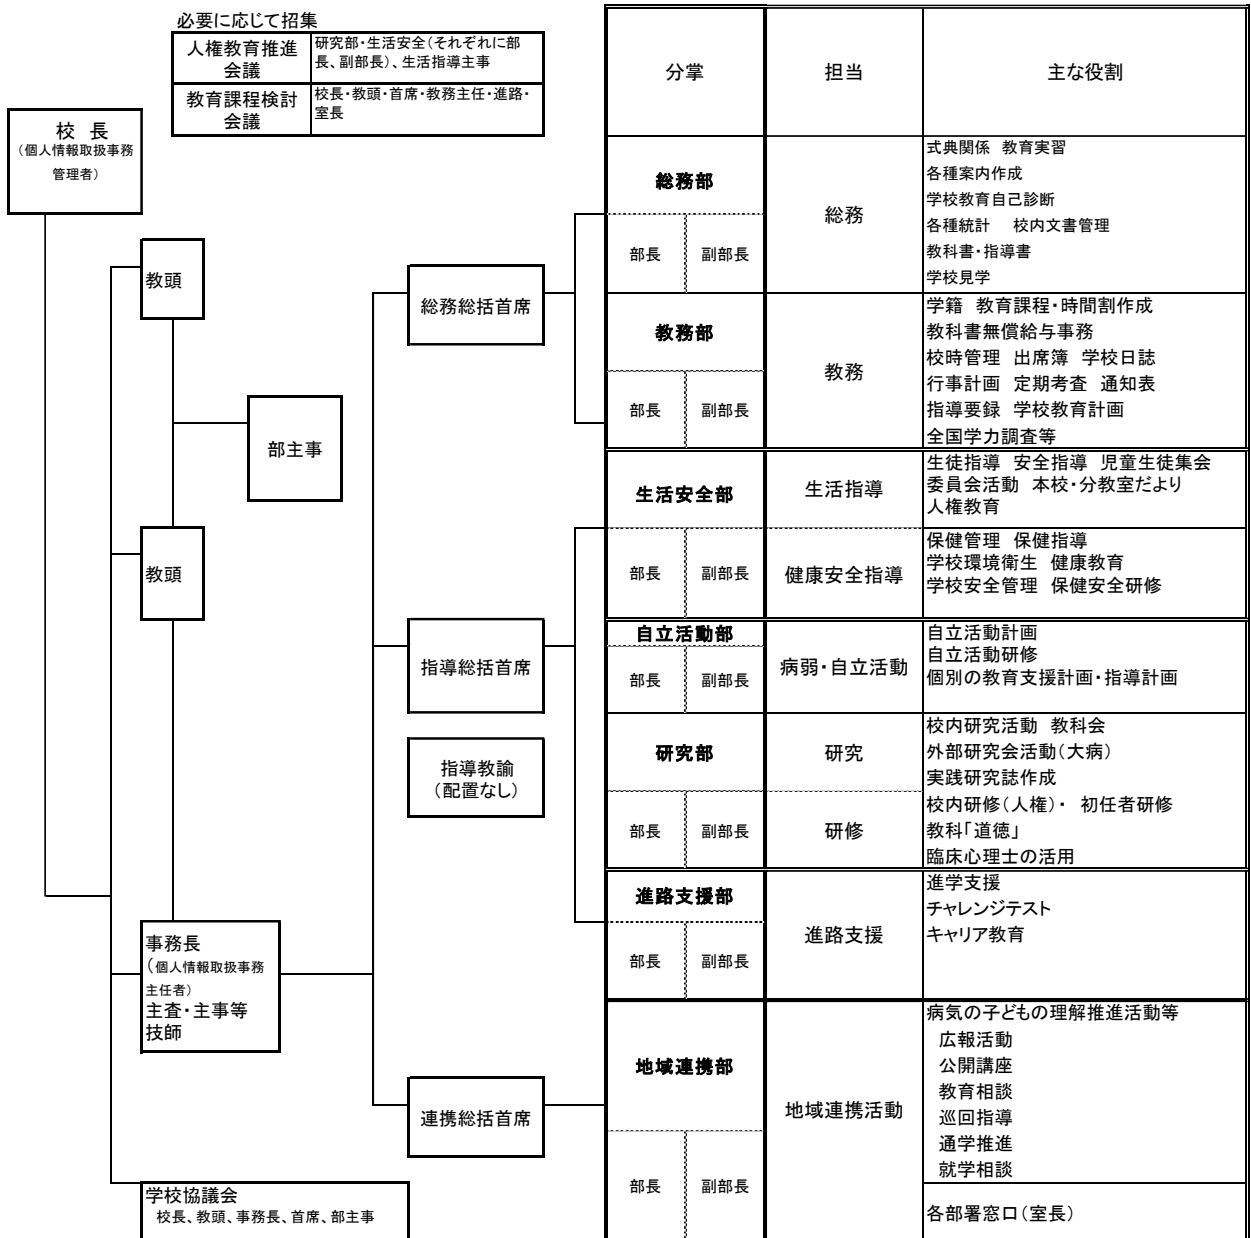 必要に応じて招集
人権教育推進
会議
研究部・生活安全（それぞれに部
長、副部長）、生活指導主事
教育課程検討
会議
校長・教頭・首席・教務主任・進路・
室長
校 長
（個人情報取扱事務
管理者）
教頭
部主事
教頭
事務長
（個人情報取扱事務
主任者）
主査・主事等
技師
学校協議会
校長、教頭、事務長、首席、部主事
総務総括首席
指導総括首席
指導教諭
（配置なし）
連携総括首席
分掌 担当 主な役割
総務部
部長 副部長
総務
式典関係 教育実習
各種案内作成
学校教育自己診断
各種統計 校内文書管理
教科書・指導書
学校見学
教務部
部長 副部長
教務
学籍 教育課程・時間割作成
教科書無償給与事務
校時管理 出席簿 学校日誌
行事計画 定期考査 通知表
指導要録 学校教育計画
全国学力調査等
生活安全部
部長 副部長
生活指導
生徒指導 安全指導 児童生徒集会
委員会活動 本校・分教室だより
人権教育
健康安全指導
保健管理 保健指導
学校環境衛生 健康教育
学校安全管理 保健安全研修
自立活動部
部長 副部長
病弱・自立活動
自立活動計画
自立活動研修
個別の教育支援計画・指導計画
研究部
部長 副部長
研究
校内研究活動 教科会
外部研究会活動（大病）
実践研究誌作成
研修
校内研修（人権）・ 初任者研修
教科「道徳」
臨床心理士の活用
進路支援部
部長 副部長
進路支援
進学支援
チャレンジテスト
キャリア教育
地域連携部
部長 副部長
地域連携活動
病気の子どもの理解推進活動等
広報活動
公開講座
教育相談
巡回指導
通学推進
就学相談
各部署窓口（室長）